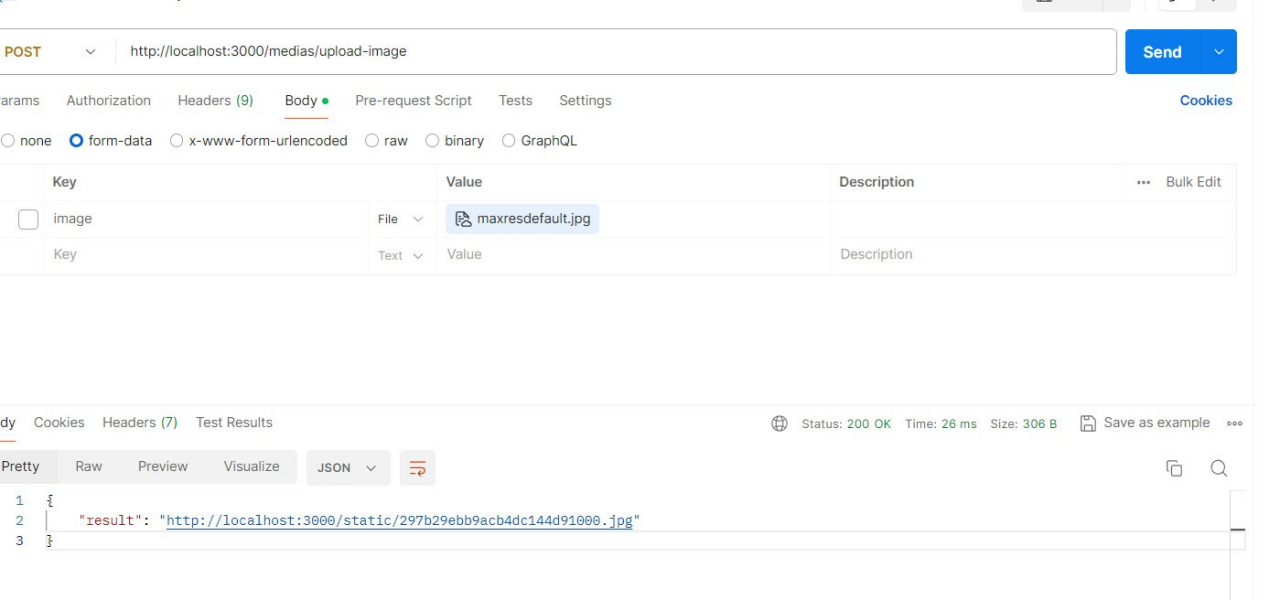 POST http://localhost:3000/medias/upload-image Send
arams Authorization Headers (9) Body Pre-request Script Tests Settings Cookies
none form-data x-www-form-urlencoded raw binary GraphQL
Key Value Description Bulk Edit
image File maxresdefault.jpg
Key Text Value Description
dy Cookies Headers (7) Test Results Status: 200 OK Time: 26 ms Size: 306 B Save as example
Pretty Raw Preview Visualize JSON
1 {
2 "result": "http://localhost:3000/static/297b29ebb9acb4dc144d91000.jpg"
3 }